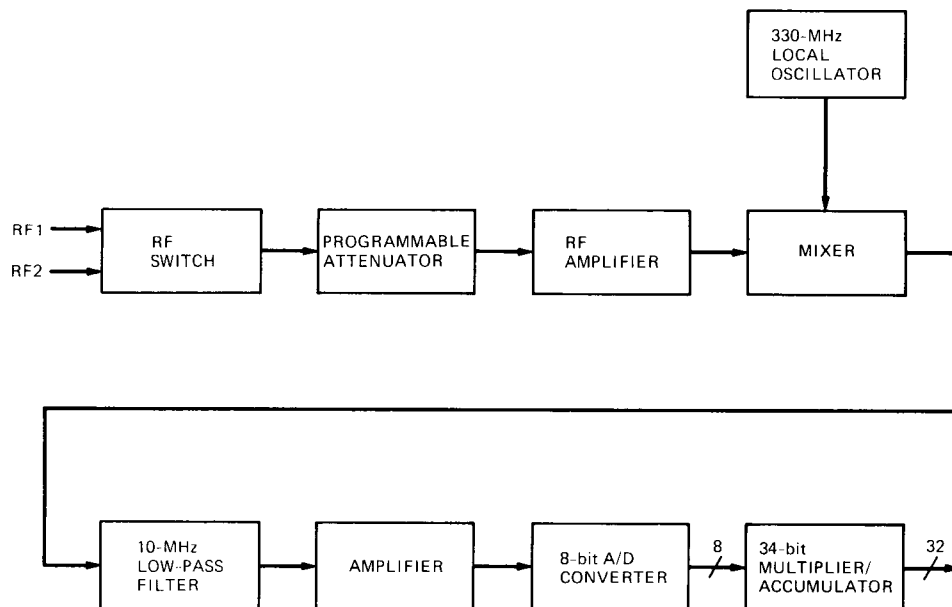 330-MHz
LOCAL
OSCILLATOR
RF1
RF2
RF
SWITCH
PROGRAMMABLE
ATTENUATOR
RF
AMPLIFIER
MIXER
10-MHz
LOW-PASS
FILTER
AMPLIFIER
8-bit A/D
CONVERTER
8
34-bit
MULTIPLIER/
ACCUMULATOR
32